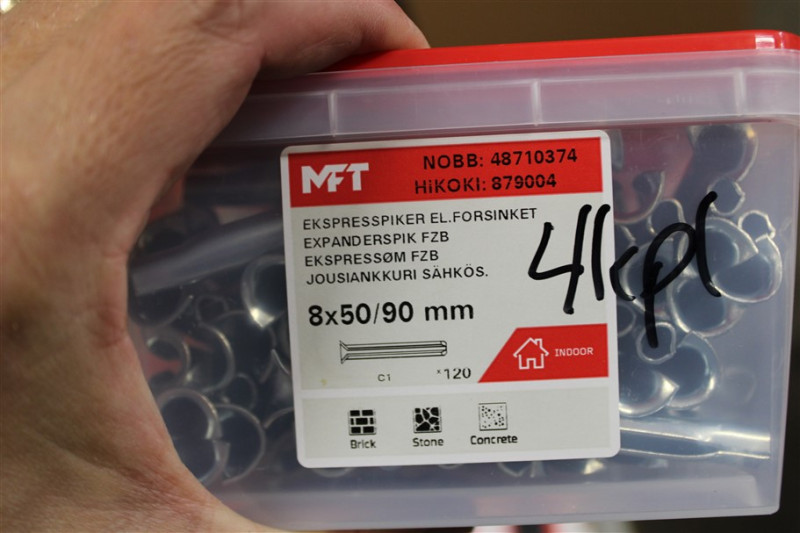 MFT
NOBB: 48710374
HiKOKI: 879004
EKSPRESSPIKER EL.FORSINKET
EXPANDERSPIK FZB
EKSPRESSØM FZB
JOUSIANKKURI SÄHKÖS.
8x50/90 mm
41kpl
C1
x120
INDOOR
Brick
Stone
Concrete